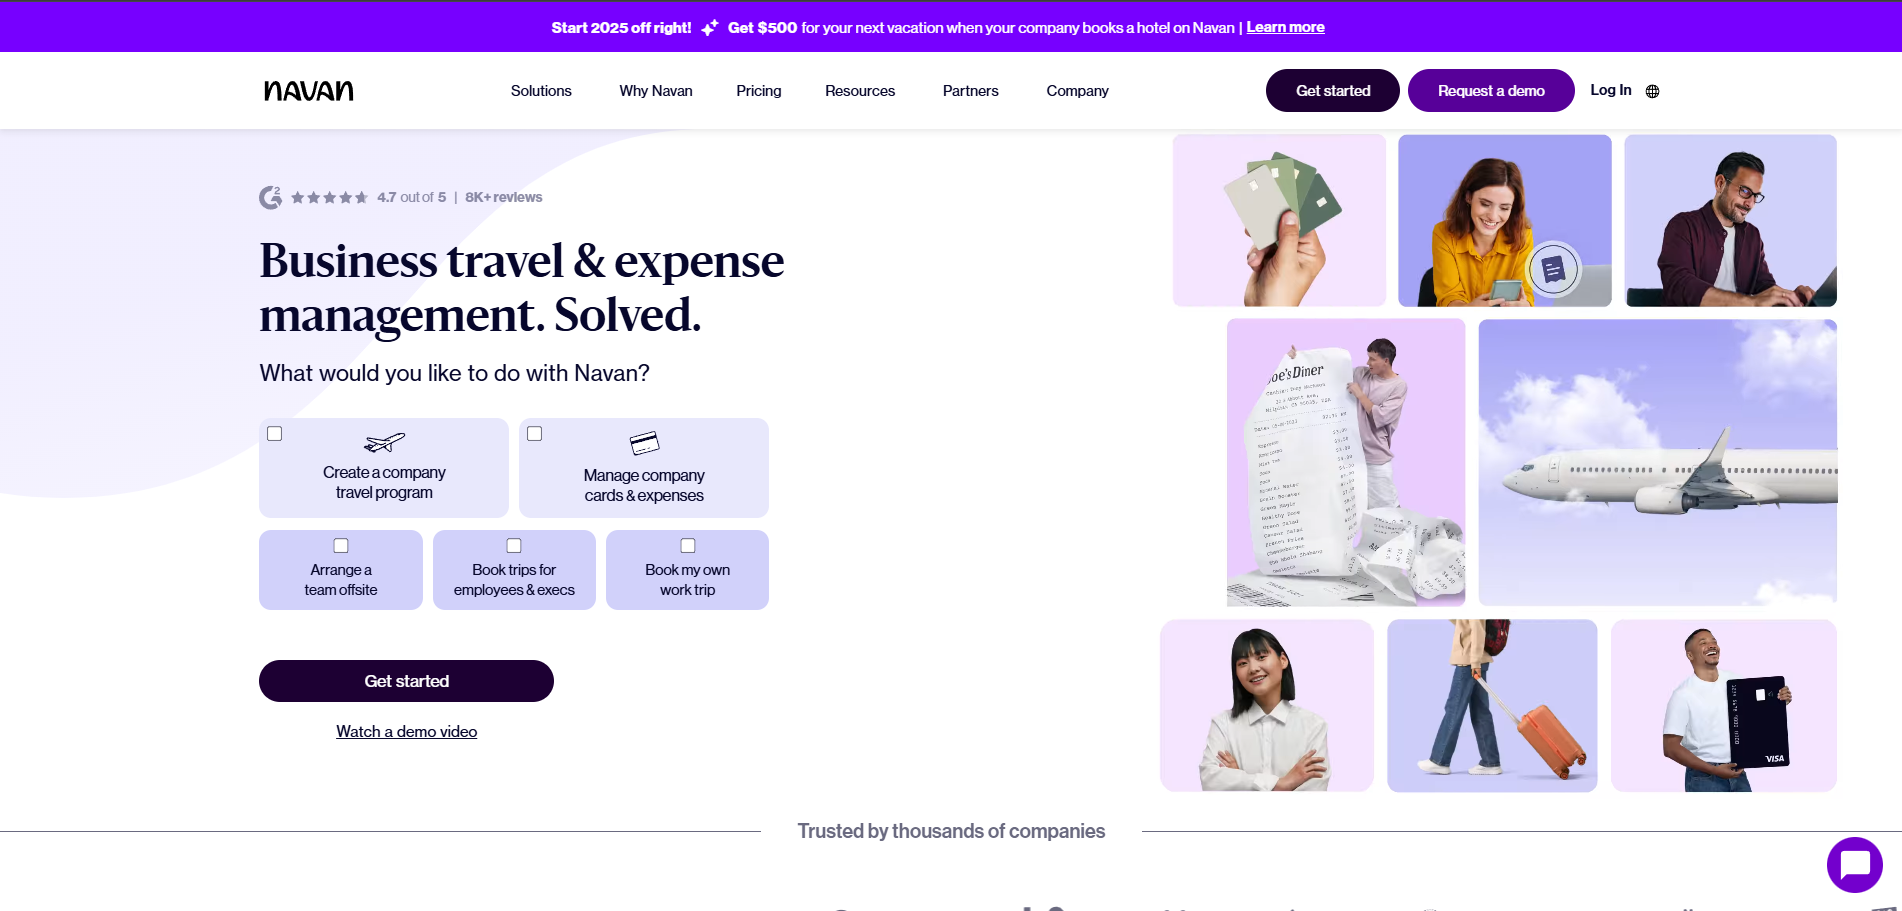 Start 2025 off right! Get $500 for your next vacation when your company books a hotel on Navan | Learn more
NAVAN
Solutions
Why Navan
Pricing
Resources
Partners
Company
Get started
Request a demo
Log In
4.7 out of 5 | 8K+ reviews
Business travel & expense
management. Solved.
What would you like to do with Navan?
Create a company
travel program
Manage company
cards & expenses
Arrange a
team offsite
Book trips for
employees & execs
Book my own
work trip
Get started
Watch a demo video
oe's Diner
VISA
Trusted by thousands of companies